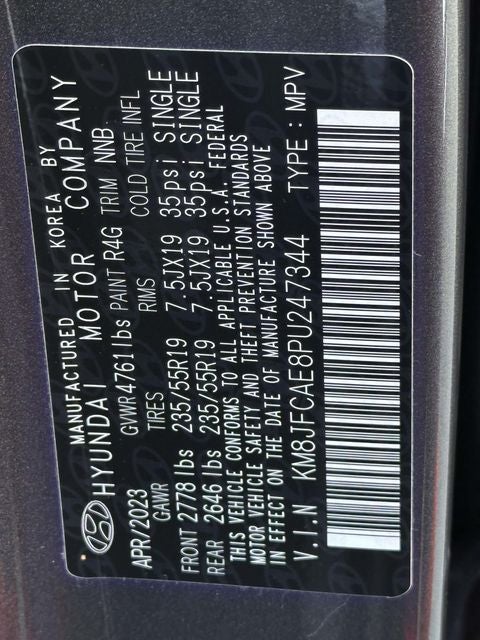 MANUFACTURED IN KOREA BY
HYUNDAI MOTOR COMPANY
APR/2023 GVWR 4761 lbs PAINT R4G TRIM NNB
GAWR TIRES RIMS COLD TIRE INFL
FRONT 2778 lbs 235/55R19 7.5JX19 35psi SINGLE
REAR 2646 lbs 235/55R19 7.5JX19 35psi SINGLE
THIS VEHICLE CONFORMS TO ALL APPLICABLE U.S.A. FEDERAL
MOTOR VEHICLE SAFETY AND THEFT PREVENTION STANDARDS
IN EFFECT ON THE DATE OF MANUFACTURE SHOWN ABOVE
V.I.N KM8JFCAE8PU247344 TYPE : MPV